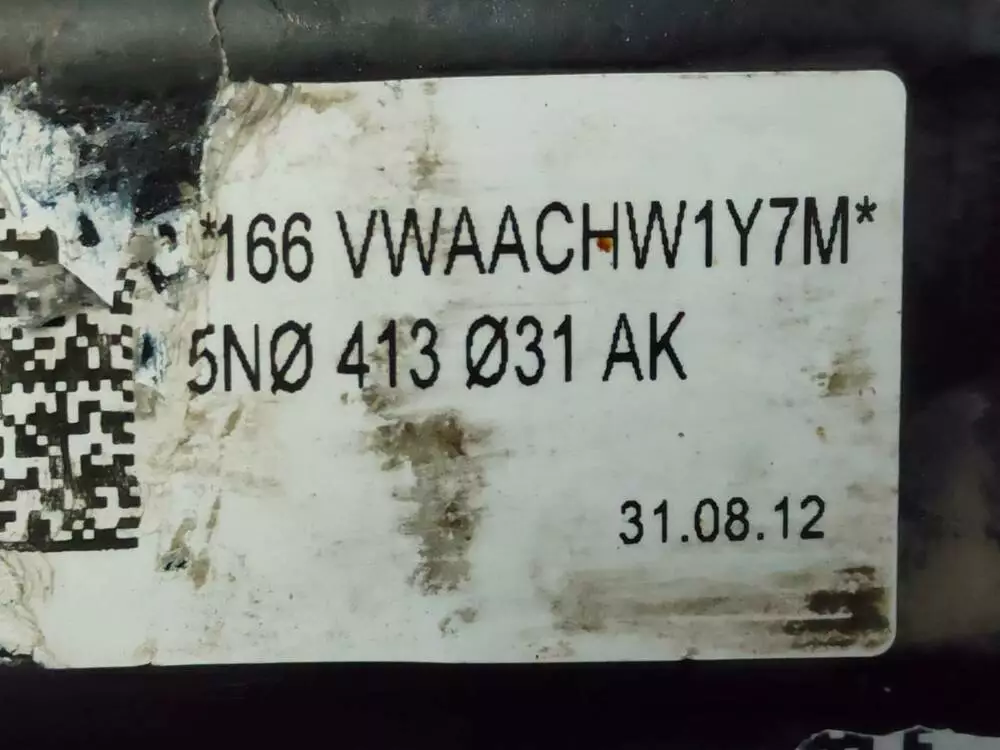 *166 VWAACHW1Y7M*
5NØ 413 Ø31 AK
31.08.12